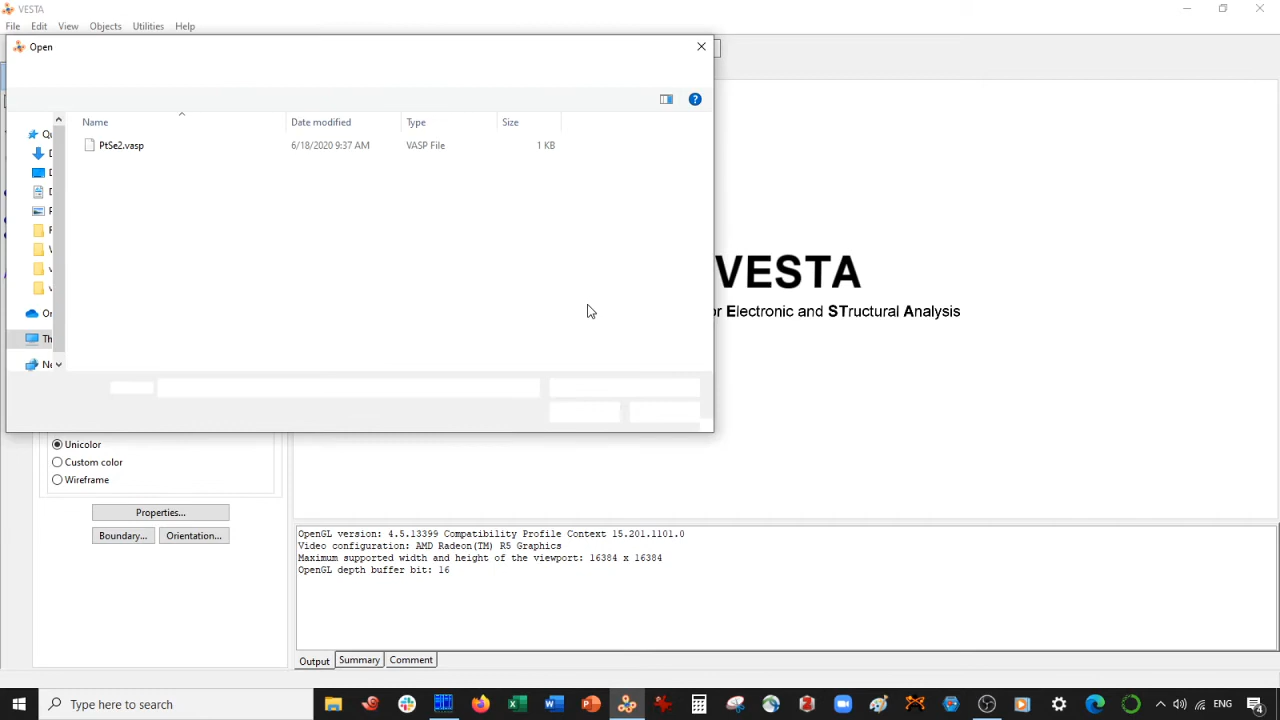 VESTA
File Edit View Objects Utilities Help
Open
Name Date modified Type Size
PtSe2.vasp 6/18/2020 9:37 AM VASP File 1 KB
VESTA
Electronic and STructural Analysis
Unicolor
Custom color
Wireframe
Properties...
Boundary... Orientation...
OpenGL version: 4.5.13399 Compatibility Profile Context 15.201.1101.0
Video configuration: AMD Radeon(TM) R5 Graphics
Maximum supported width and height of the viewport: 16384 x 16384
OpenGL depth buffer bit: 16
Output Summary Comment
Type here to search
ENG
4